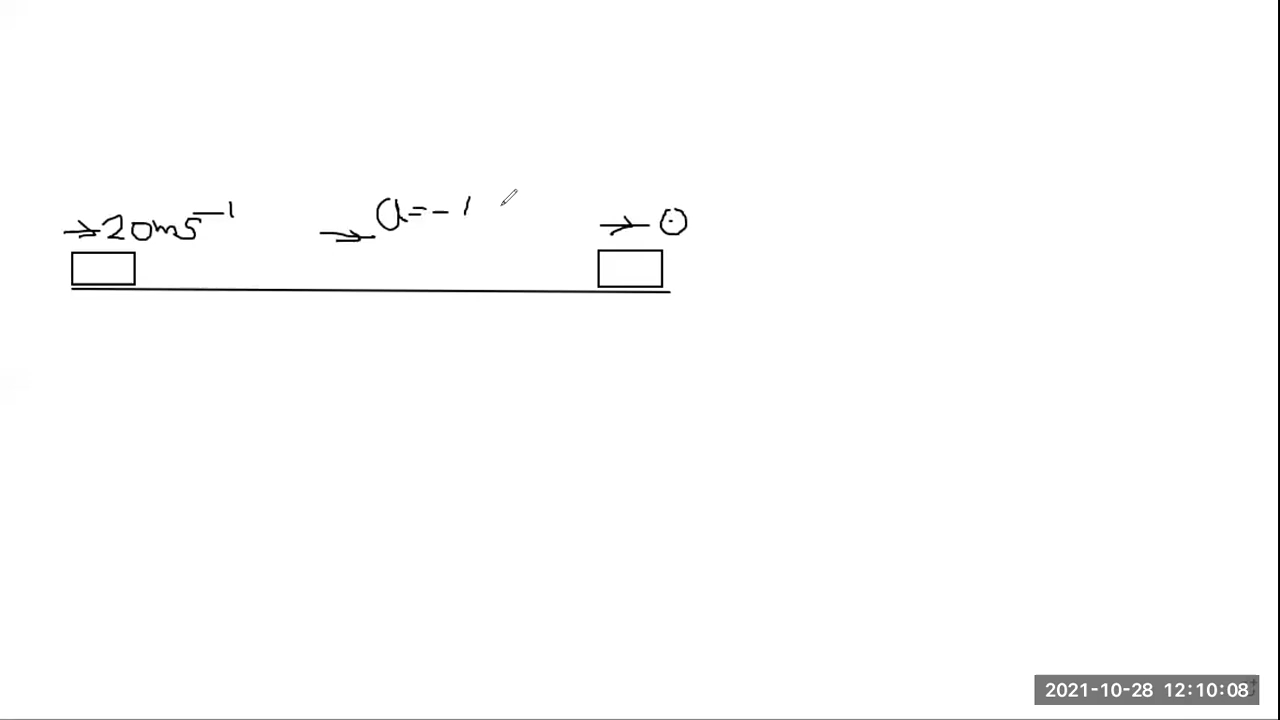 → 20ms⁻¹
→ a=-1
→ 0
2021-10-28 12:10:08